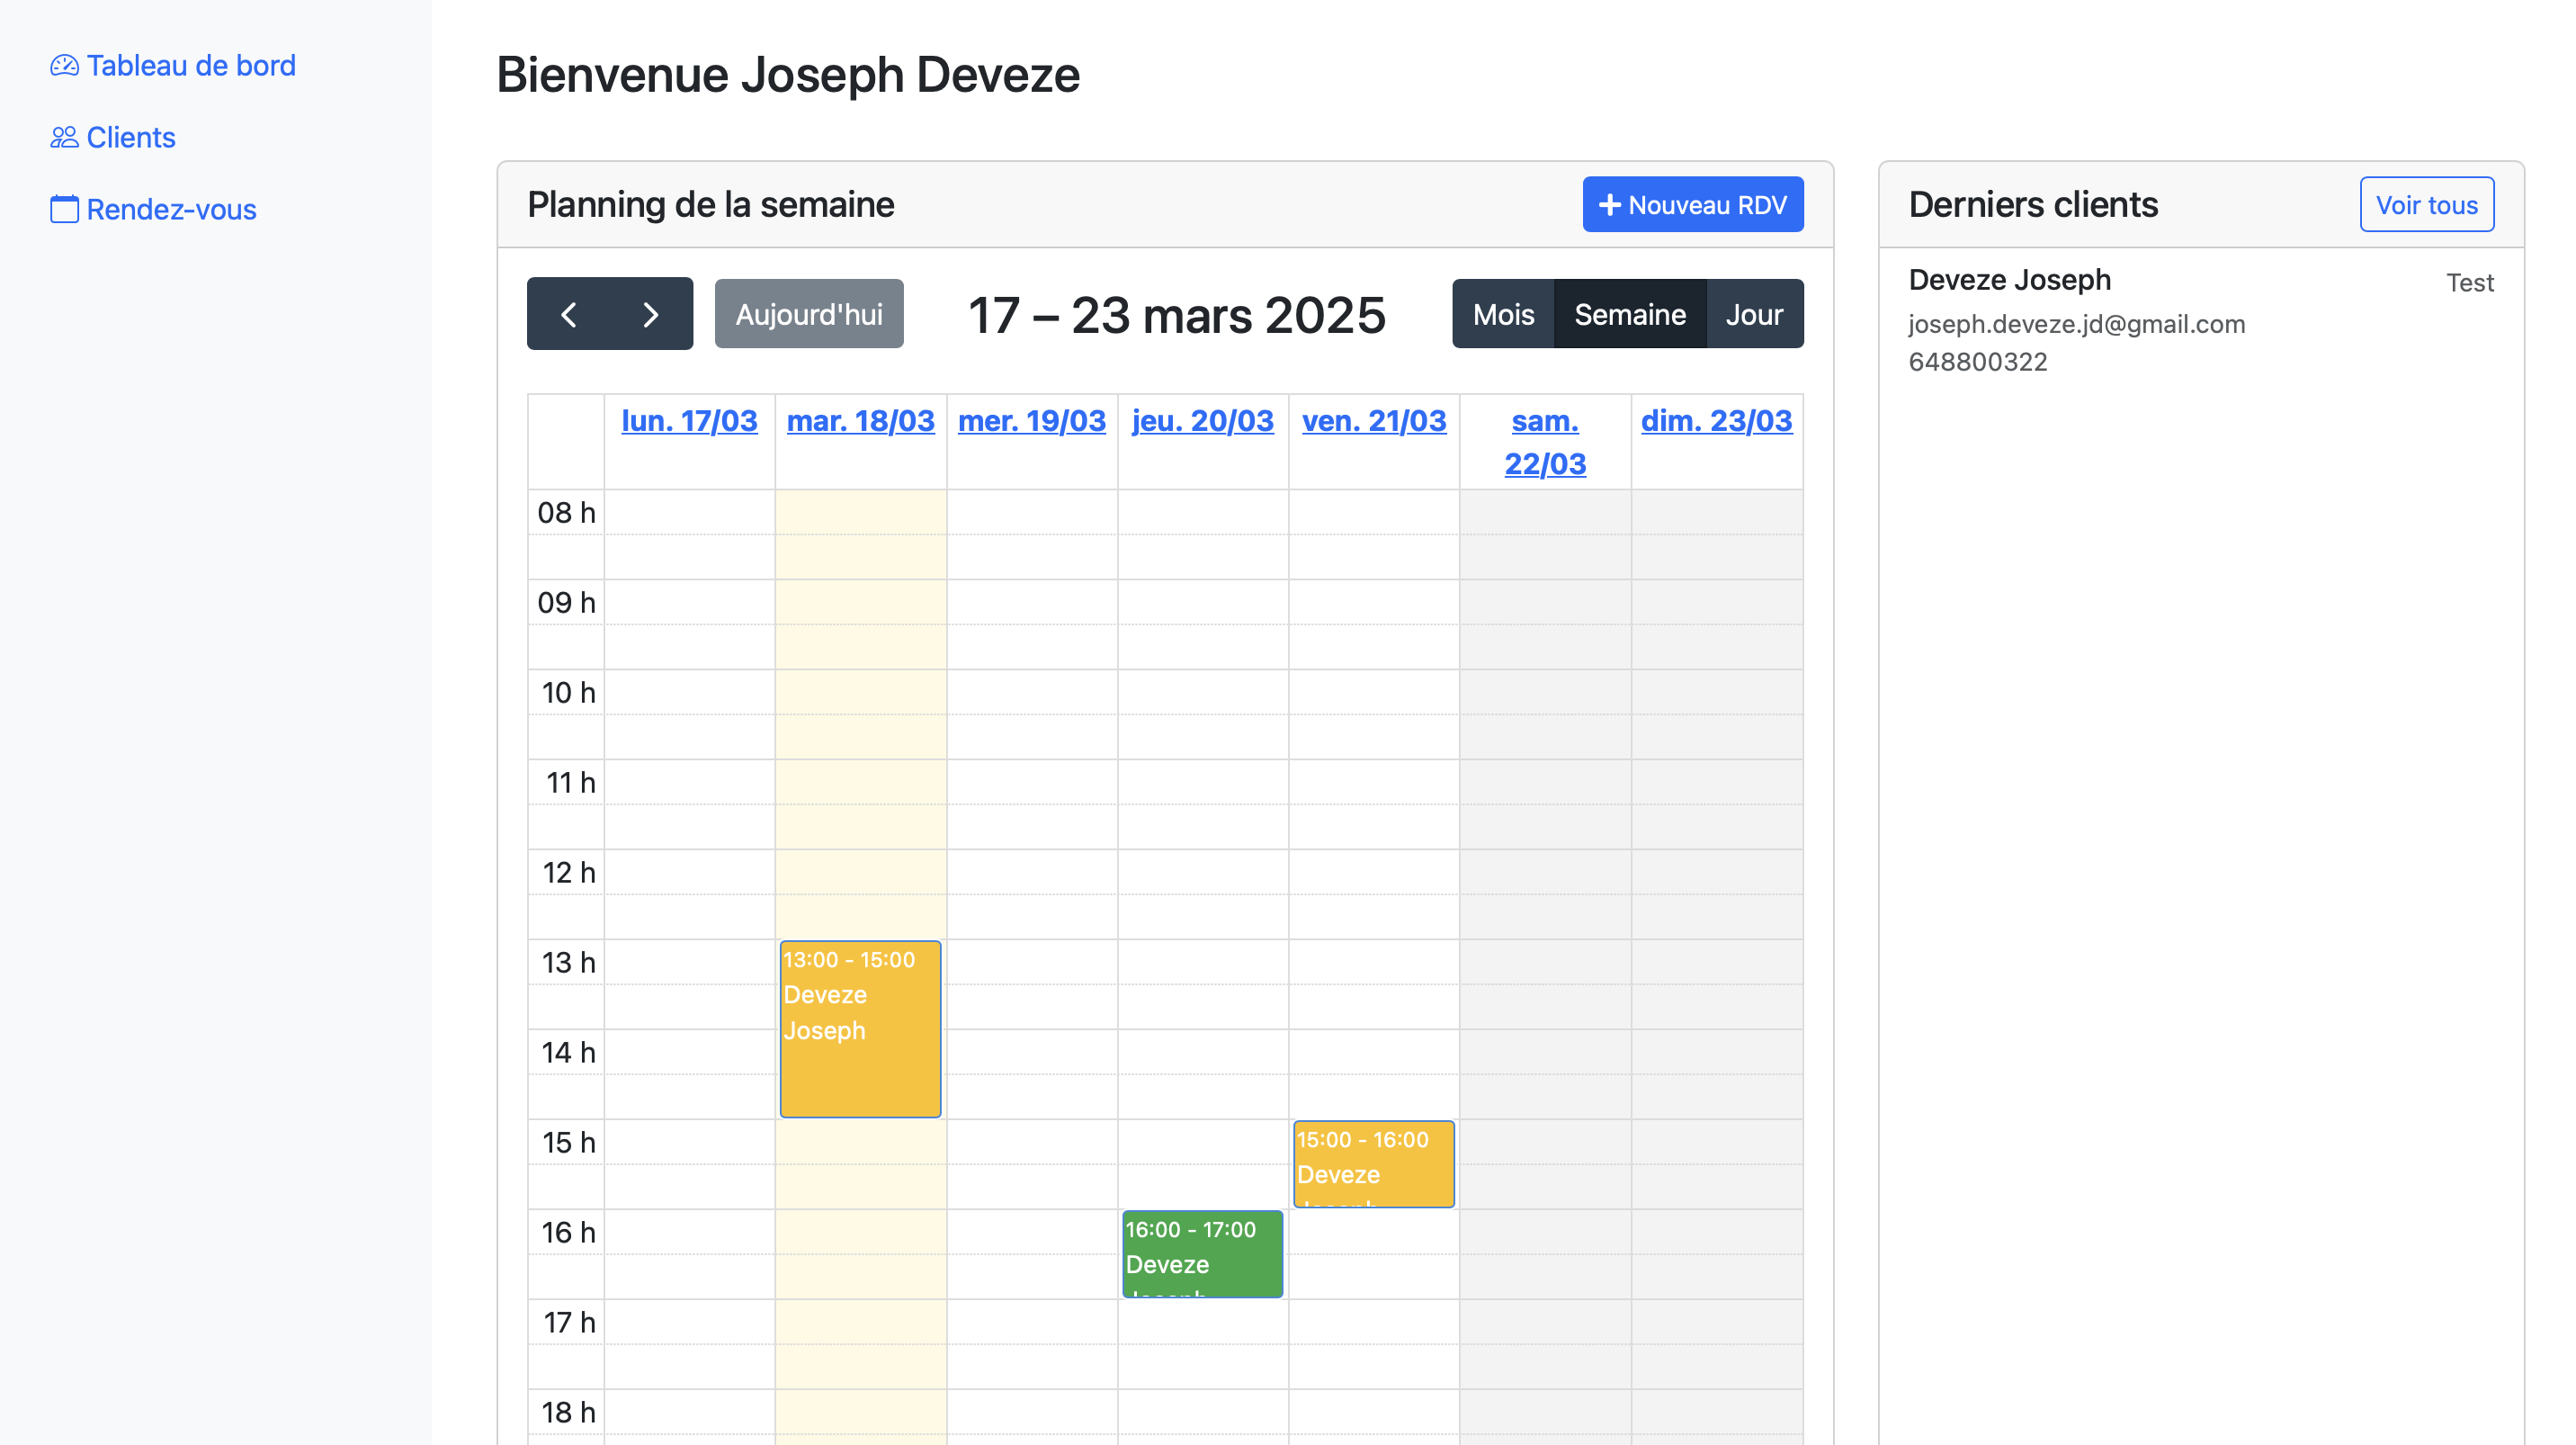 Tableau de bord
Clients
Rendez-vous
Bienvenue Joseph Deveze
Planning de la semaine
Nouveau RDV
Aujourd'hui
17 – 23 mars 2025
Mois Semaine Jour
lun. 17/03 mar. 18/03 mer. 19/03 jeu. 20/03 ven. 21/03 sam. 22/03 dim. 23/03
08 h
09 h
10 h
11 h
12 h
13 h
13:00 - 15:00
Deveze
Joseph
14 h
15 h
15:00 - 16:00
Deveze
16 h
16:00 - 17:00
Deveze
17 h
18 h
Derniers clients
Voir tous
Deveze Joseph
Test
joseph.deveze.jd@gmail.com
648800322